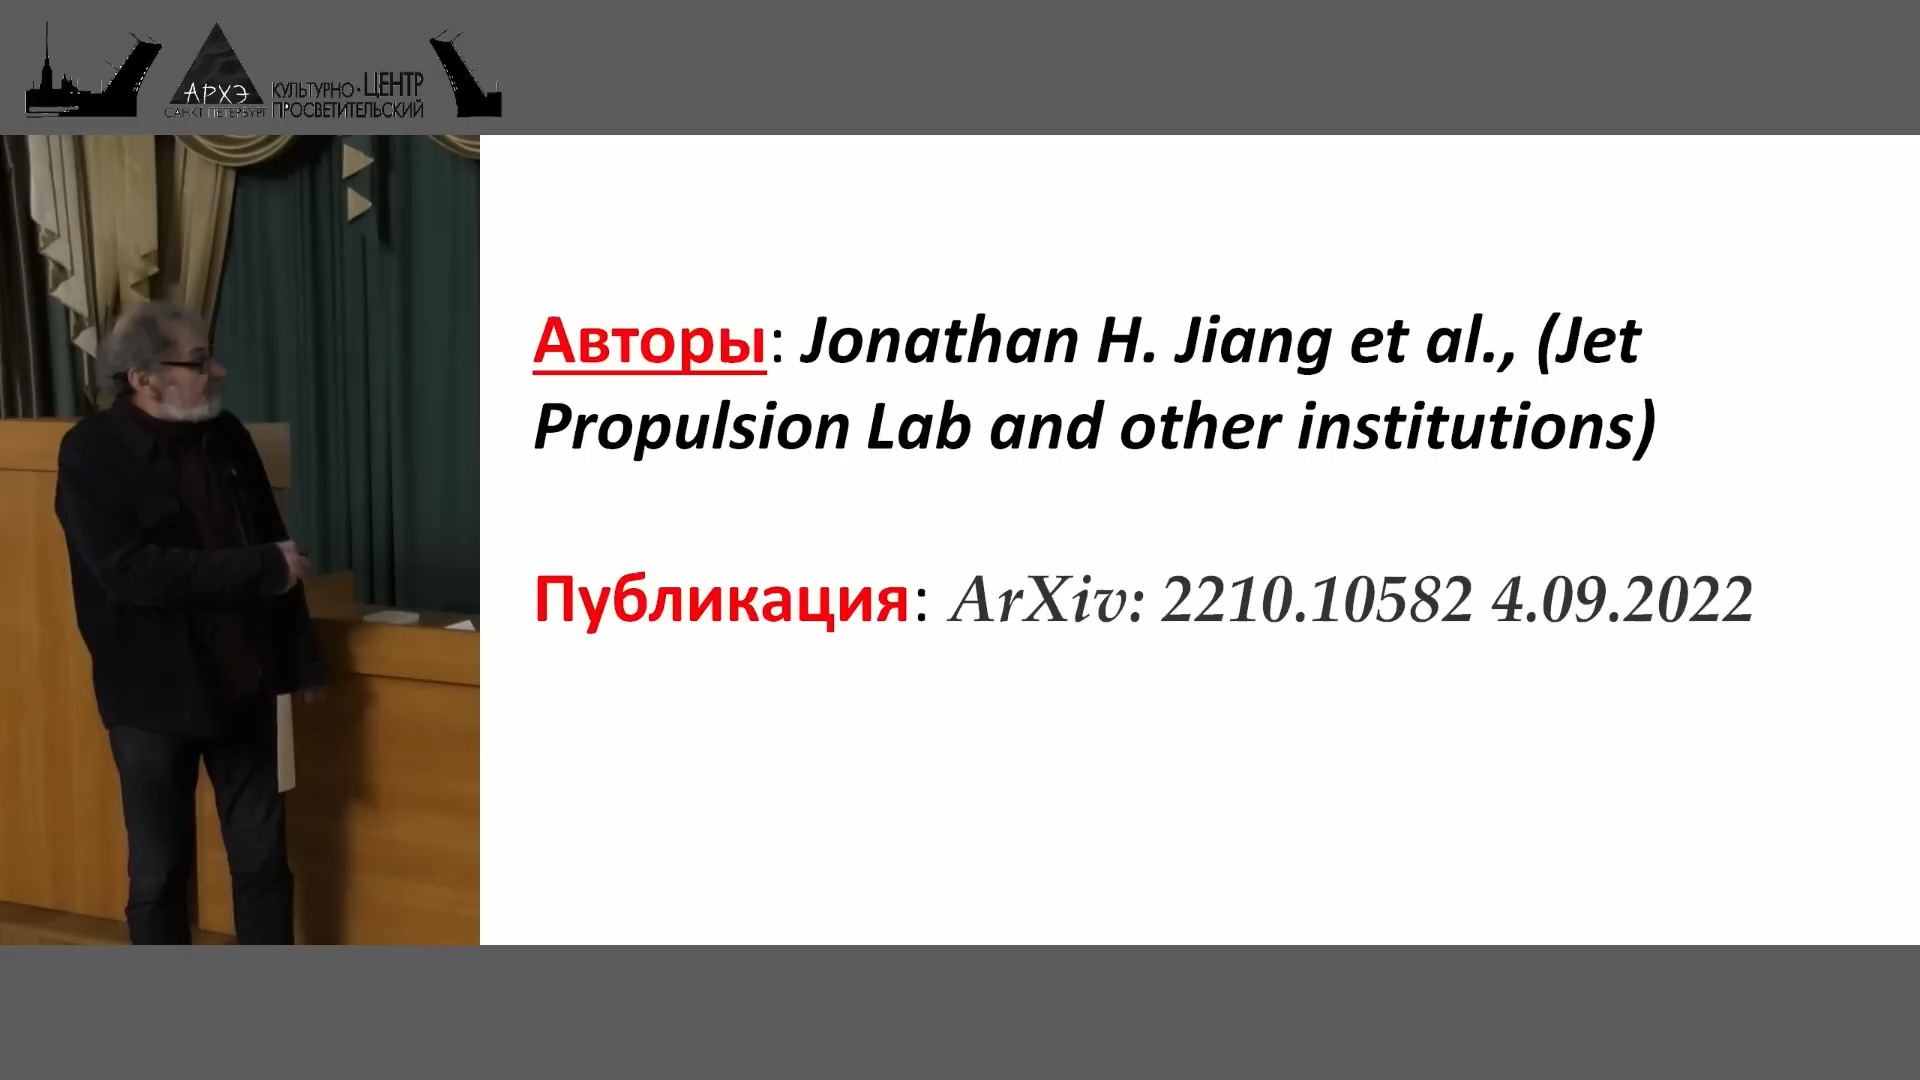 АРХЭ
САНКТ-ПЕТЕРБУРГ
КУЛЬТУРНО-ЦЕНТР
ПРОСВЕТИТЕЛЬСКИЙ
Авторы: Jonathan H. Jiang et al., (Jet
Propulsion Lab and other institutions)
Публикация: ArXiv: 2210.10582 4.09.2022